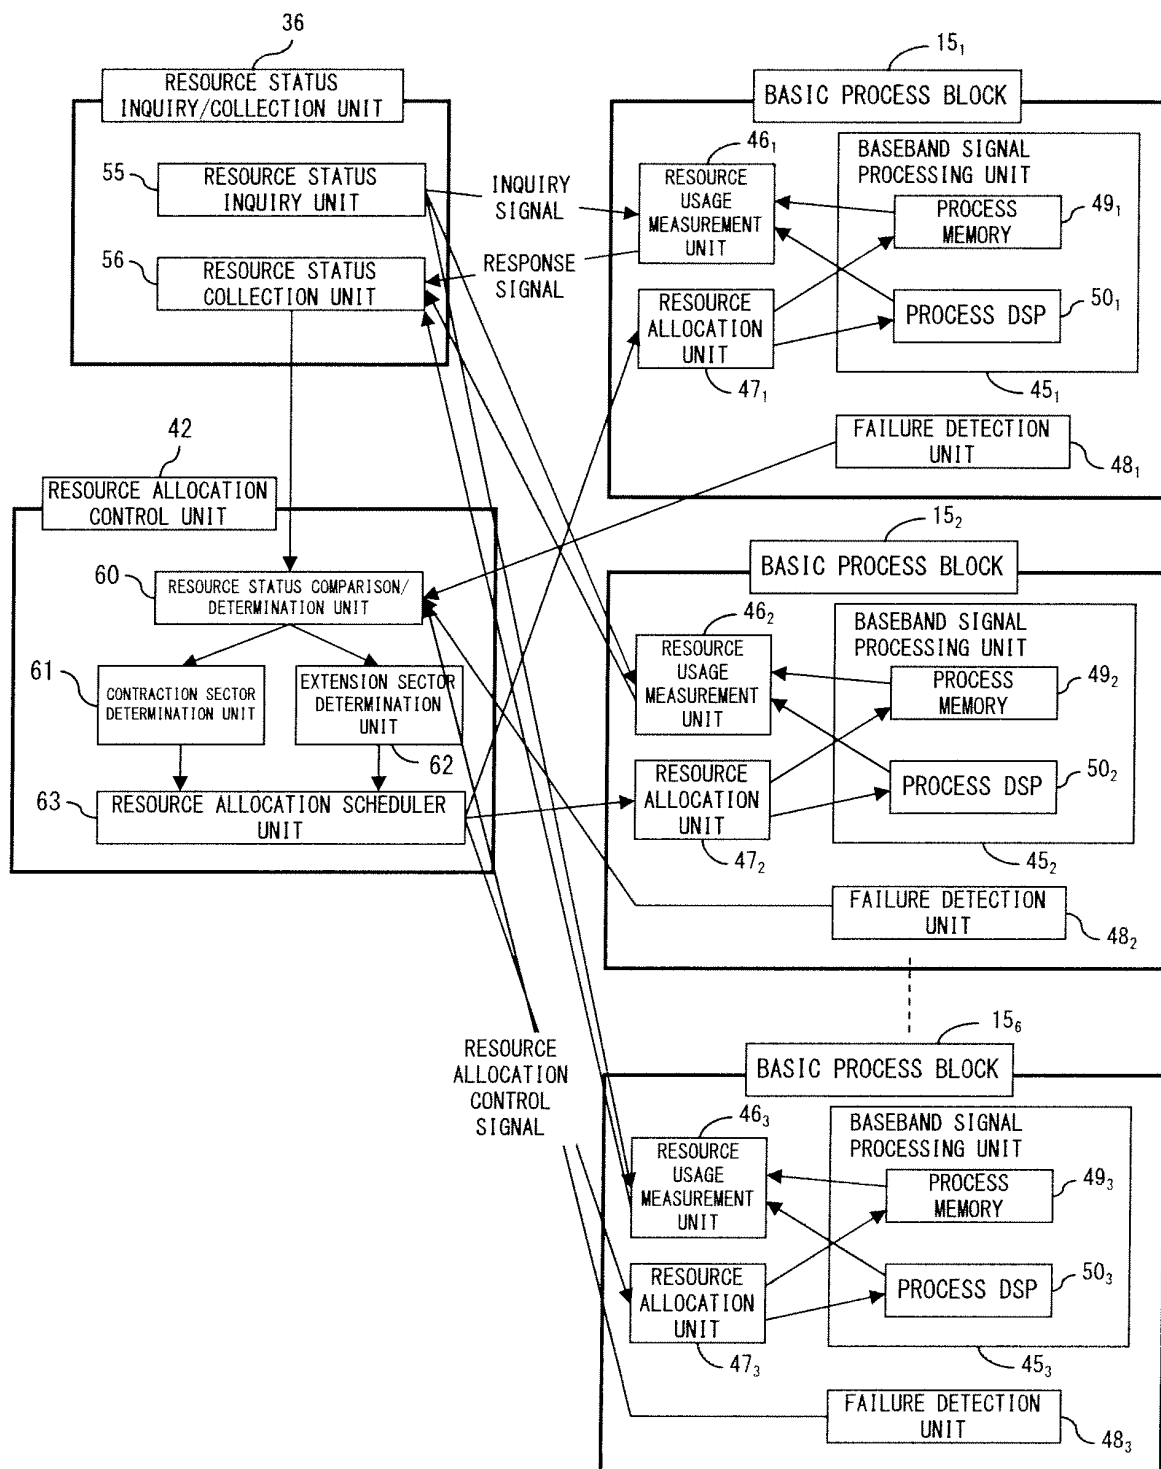 36
RESOURCE STATUS
INQUIRY/COLLECTION UNIT
55
RESOURCE STATUS
INQUIRY UNIT
56
RESOURCE STATUS
COLLECTION UNIT
INQUIRY
SIGNAL
RESPONSE
SIGNAL
42
RESOURCE ALLOCATION
CONTROL UNIT
60
RESOURCE STATUS COMPARISON/
DETERMINATION UNIT
61
CONTRACTION SECTOR
DETERMINATION UNIT
EXTENSION SECTOR
DETERMINATION
UNIT
62
63
RESOURCE ALLOCATION SCHEDULER
UNIT
RESOURCE
ALLOCATION
CONTROL
SIGNAL
15₁
BASIC PROCESS BLOCK
46₁
RESOURCE
USAGE
MEASUREMENT
UNIT
BASEBAND SIGNAL
PROCESSING UNIT
PROCESS
MEMORY
49₁
RESOURCE
ALLOCATION
UNIT
47₁
PROCESS DSP
50₁
45₁
FAILURE DETECTION
UNIT
48₁
15₂
BASIC PROCESS BLOCK
46₂
RESOURCE
USAGE
MEASUREMENT
UNIT
BASEBAND SIGNAL
PROCESSING UNIT
PROCESS
MEMORY
49₂
RESOURCE
ALLOCATION
UNIT
47₂
PROCESS DSP
50₂
45₂
FAILURE DETECTION
UNIT
48₂
15₆
BASIC PROCESS BLOCK
46₃
RESOURCE
USAGE
MEASUREMENT
UNIT
BASEBAND SIGNAL
PROCESSING UNIT
PROCESS
MEMORY
49₃
RESOURCE
ALLOCATION
UNIT
47₃
PROCESS DSP
50₃
45₃
FAILURE DETECTION
UNIT
48₃